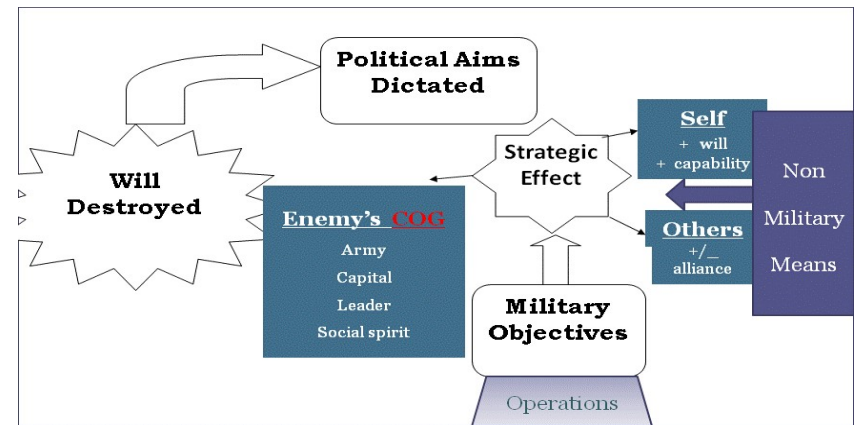 Political Aims
Dictated
Will
Destroyed
Strategic
Effect
Self
+ will
+ capability
Others
+/_
alliance
Non
Military
Means
Enemy's COG
Army
Capital
Leader
Social spirit
Military
Objectives
Operations